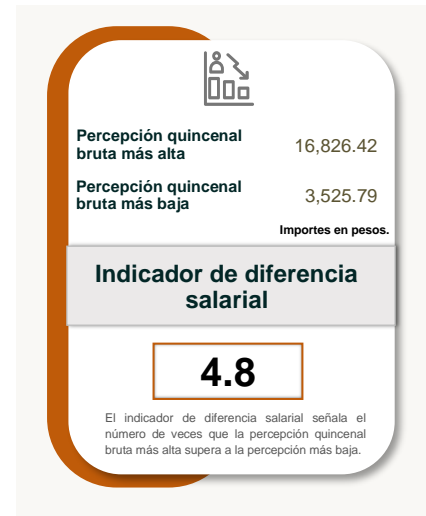 Percepción quincenal
bruta más alta
16,826.42
Percepción quincenal
bruta más baja
3,525.79
Importes en pesos.
Indicador de diferencia
salarial
4.8
El indicador de diferencia salarial señala el
número de veces que la percepción quincenal
bruta más alta supera a la percepción más baja.